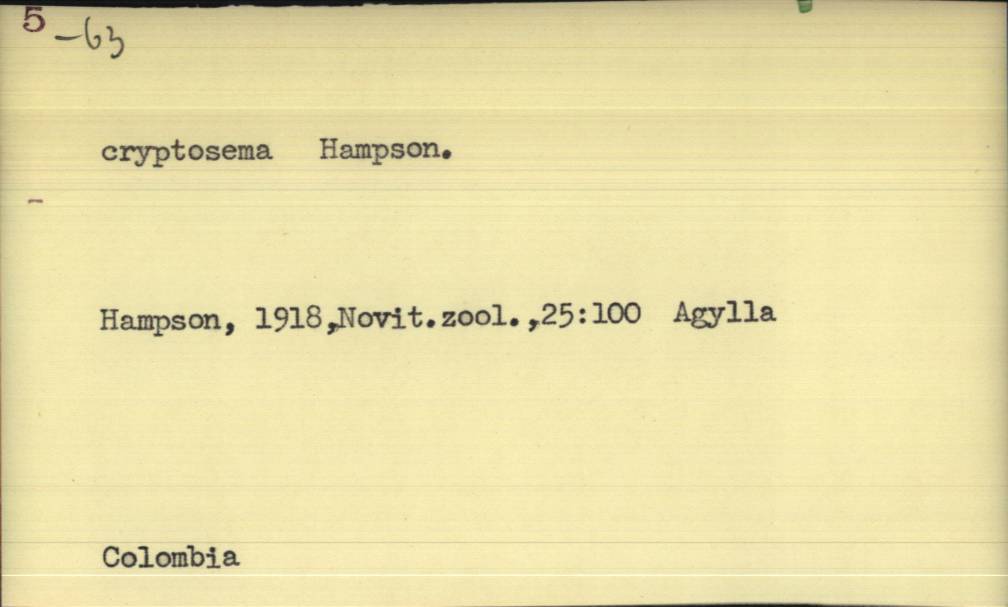 5
-63
cryptosema Hampson.
-
Hampson, 1918,Novit.zool.,25:100 Agylla
Colombia